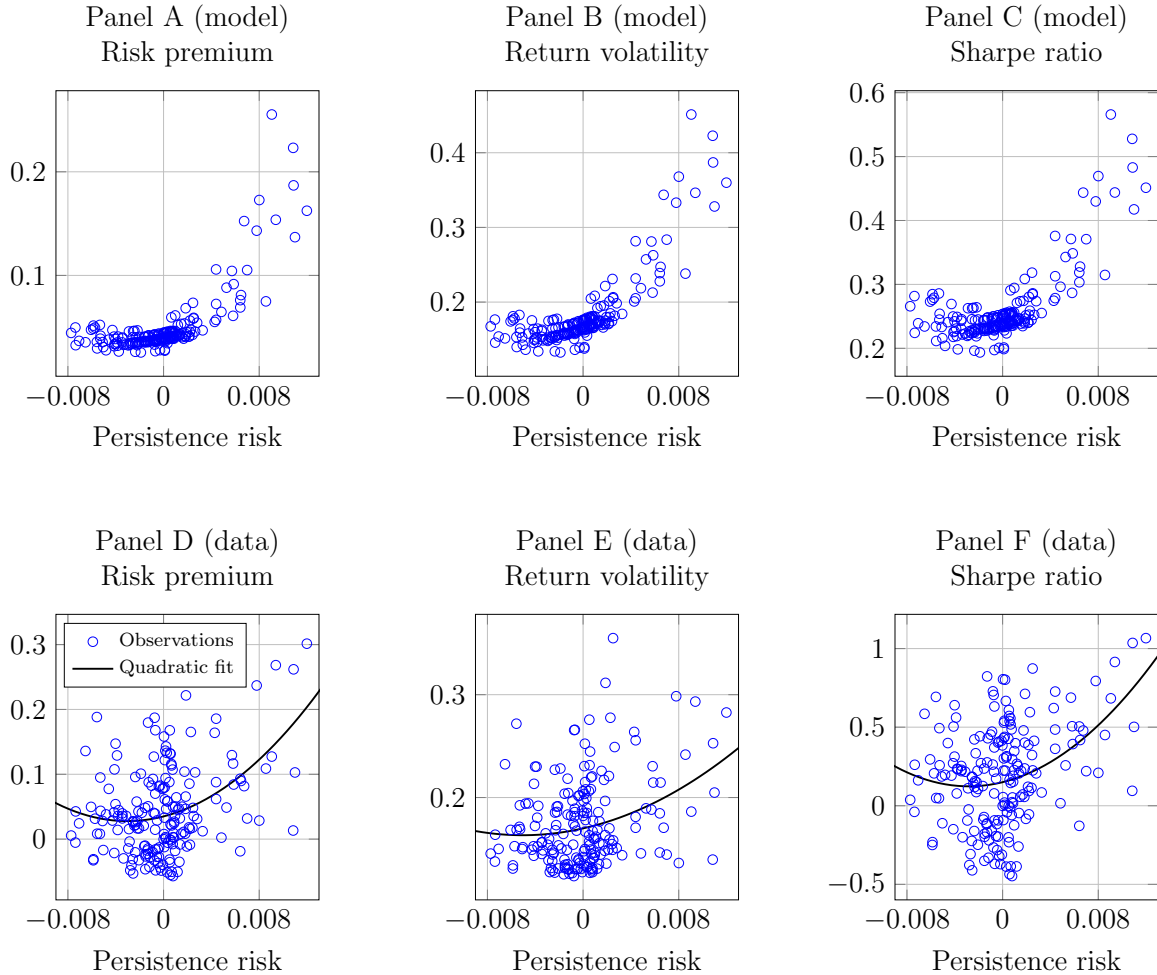 Panel A (model)
Risk premium
0.2
0.1
−0.008
0
0.008
Persistence risk
Panel B (model)
Return volatility
0.4
0.3
0.2
−0.008
0
0.008
Persistence risk
Panel C (model)
Sharpe ratio
0.6
0.5
0.4
0.3
0.2
−0.008
0
0.008
Persistence risk
Panel D (data)
Risk premium
0.3
0.2
0.1
0
Observations
Quadratic fit
−0.008
0
0.008
Persistence risk
Panel E (data)
Return volatility
0.3
0.2
−0.008
0
0.008
Persistence risk
Panel F (data)
Sharpe ratio
1
0.5
0
−0.5
−0.008
0
0.008
Persistence risk